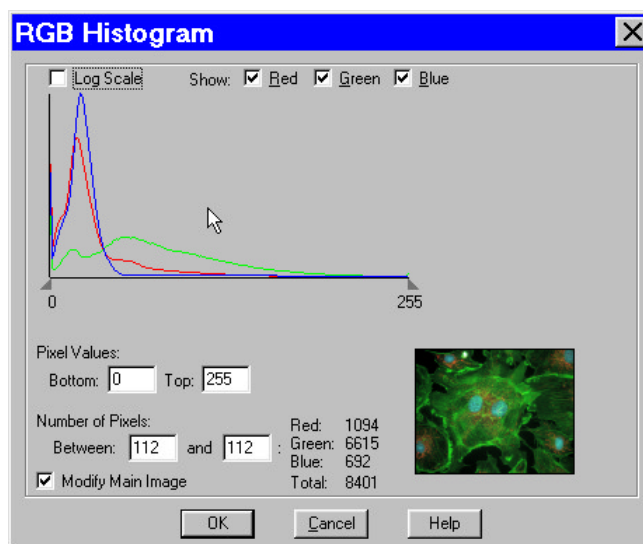 RGB Histogram
Log Scale Show: Red Green Blue
0 255
Pixel Values:
Bottom: 0 Top: 255
Number of Pixels:
Between: 112 and 112 :
Red: 1094
Green: 6615
Blue: 692
Total: 8401
Modify Main Image
OK Cancel Help